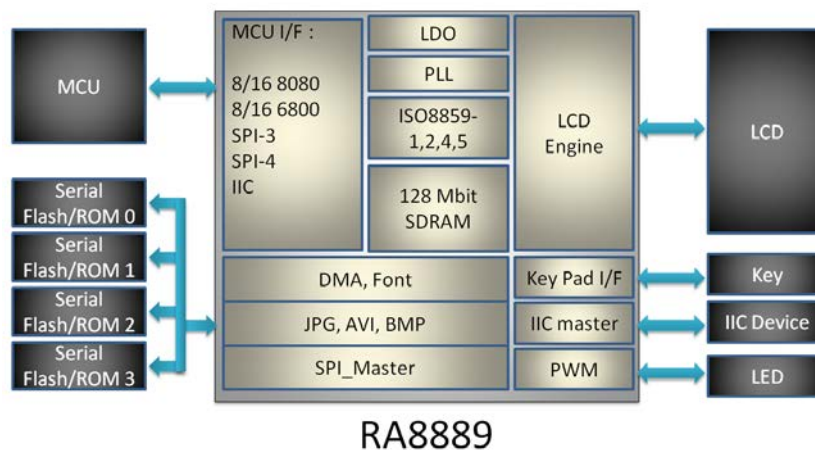 MCU
Serial
Flash/ROM 0
Serial
Flash/ROM 1
Serial
Flash/ROM 2
Serial
Flash/ROM 3
MCU I/F :
8/16 8080
8/16 6800
SPI-3
SPI-4
IIC
LDO
PLL
ISO8859-
1,2,4,5
128 Mbit
SDRAM
LCD
Engine
DMA, Font
JPG, AVI, BMP
SPI_Master
Key Pad I/F
IIC master
PWM
LCD
Key
IIC Device
LED
RA8889